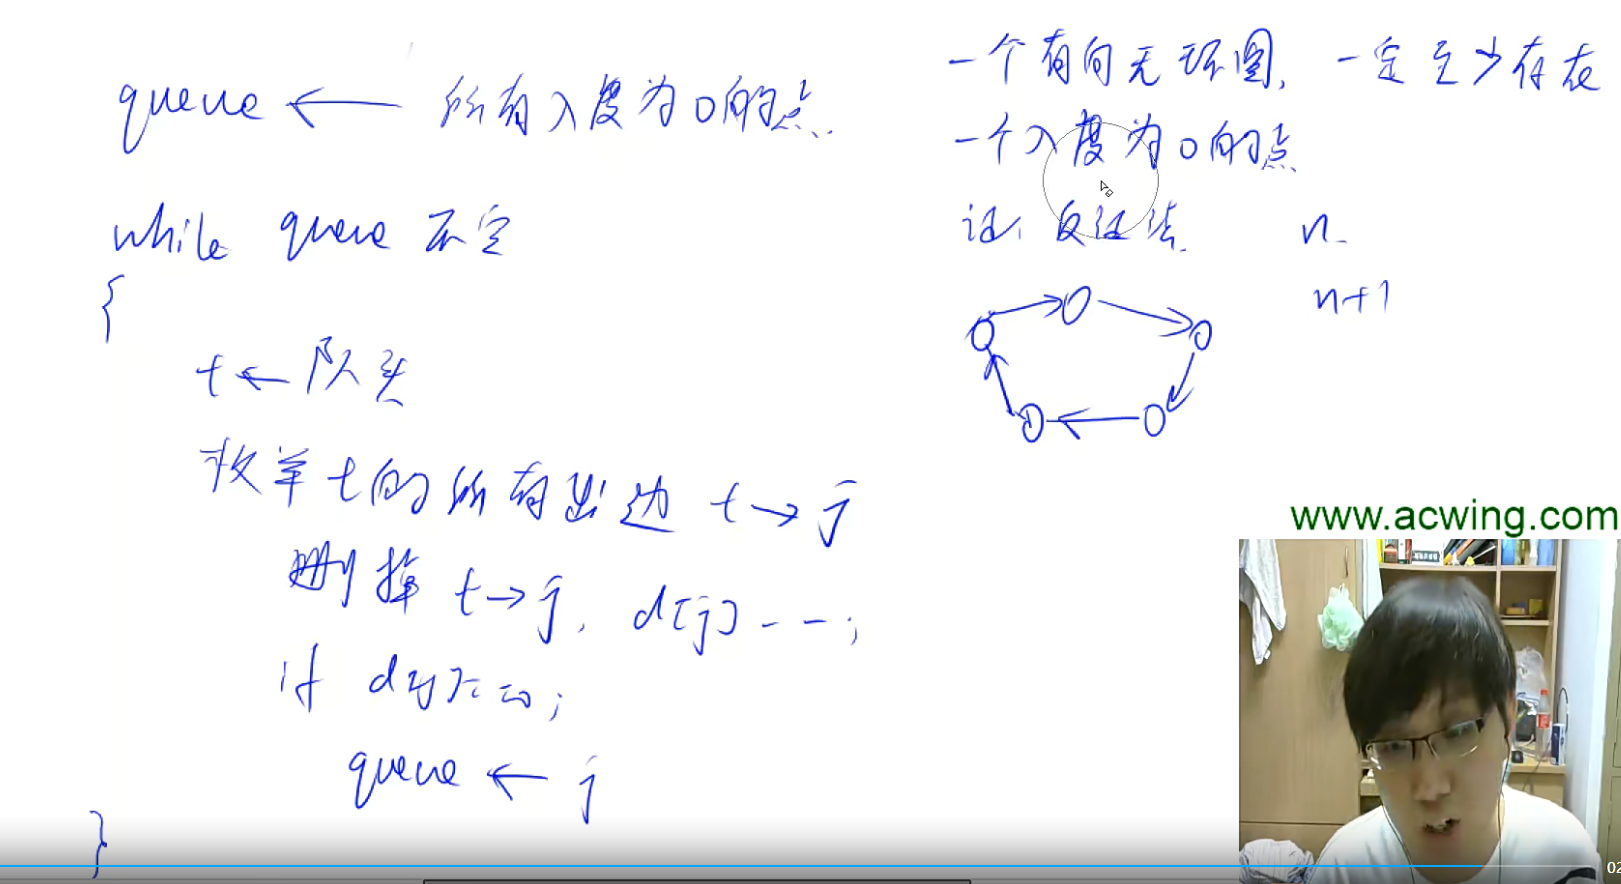 queue ← 所有入度为0的点.
while queue 不空
{
t ← 队头
枚举 t的所有出边 t→j
删掉 t→j, d[j]--;
if d[j]==0;
queue ← j
}
一个有向无环图, 一定至少存在
一个入度为0的点
证: 反证法
n
n+1
www.acwing.com
02